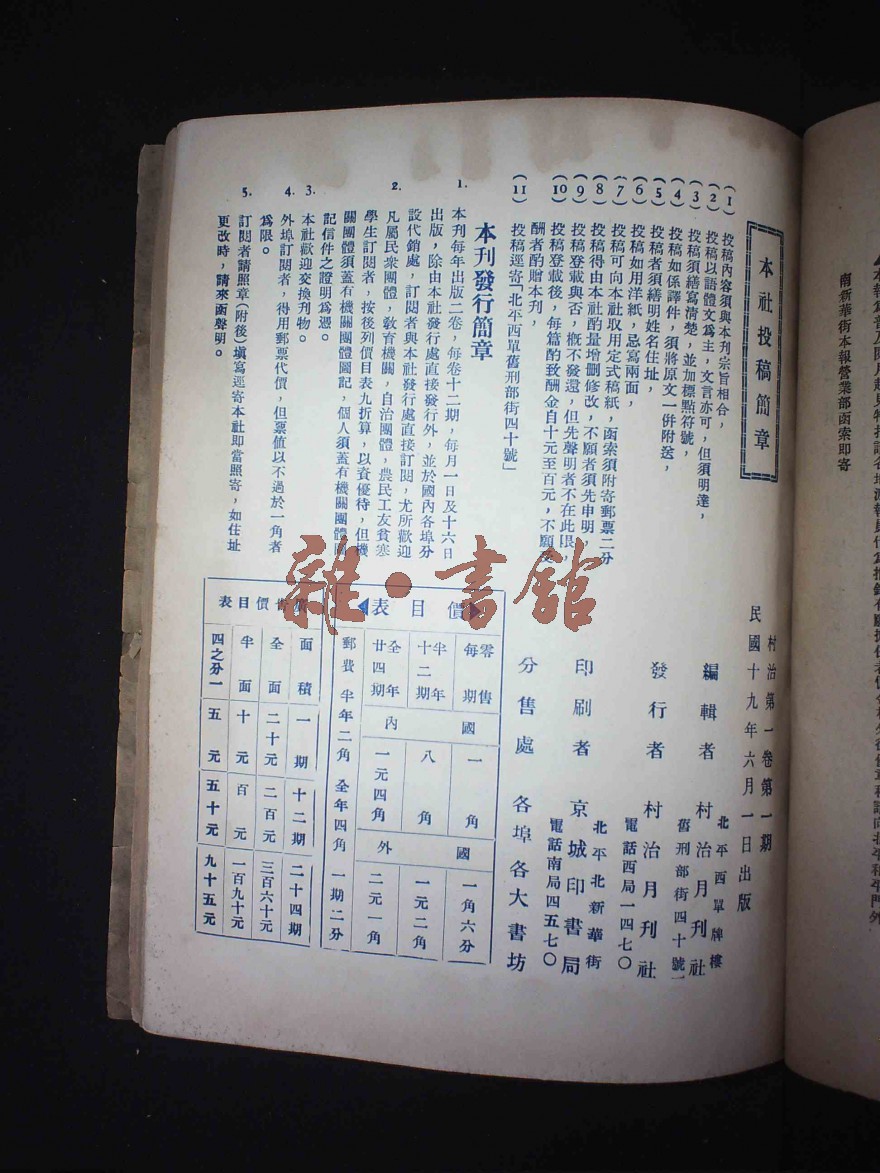 南新華街本報營業部函索即寄
本社投稿簡章
(1) 投稿內容須與本刊宗旨相合，
(2) 投稿以語體文爲主，文言亦可，但須明達，
(3) 投稿須繕寫清楚，並加標點符號，
(4) 投稿如係譯件，須將原文一併附送，
(5) 投稿者須繕明姓名住址，
(6) 投稿如用洋紙，忌寫兩面，
(7) 投稿可向本社取用定式稿紙，函索須附寄郵票二分
(8) 投稿得由本社酌量增删修改，不願者須先申明，
(9) 投稿登載與否，槪不發還，但先聲明者不在此限，
(10) 投稿登載後，每篇酌致酬金自十元至百元，不願受
酬者酌贈本刊，
(11) 投稿逕寄「北平西單舊刑部街四十號」
本刊發行簡章
1. 本刊每年出版二卷，每卷十二期，每月一日及十六日
出版，除由本社發行處直接發行外，並於國內各埠分
設代銷處，訂閱者與本社發行處直接訂閱，尤所歡迎
2. 凡屬民衆團體，敎育機關，自治團體，農民工友貧寒
學生訂閱者，按後列價目表九折算，以資優待，但機
關團體須蓋有機關團體圖記，個人須蓋有機關團體圖
記信件之證明爲憑。
3. 本社歡迎交換刊物。
4. 外埠訂閱者，得用郵票代價，但票值以不過於一角者
爲限。
5. 訂閱者請照章(附後)塡寫逕寄本社即當照寄，如住址
更改時，請來函聲明。
村治第一卷第一期
民國十九年六月一日出版
編輯者 村治月刊社
北平西單牌樓
舊刑部街四十號
發行者 村治月刊社
電話西局一四七〇
印刷者 京城印書局
北平北新華街
電話南局四五七〇
分售處 各埠各大書坊
價目表
零售每期 國內 一角 國外 一角六分
半年十二期 八角 一元二角
全年廿四期 一元四角 二元一角
郵費 半年二角 全年四角 一期二分
廣告價目表
面積 一期 十二期 二十四期
全面 二十元 二百元 三百六十元
半面 十元 百元 一百九十元
四之分一 五元 五十元 九十五元
雜·書館